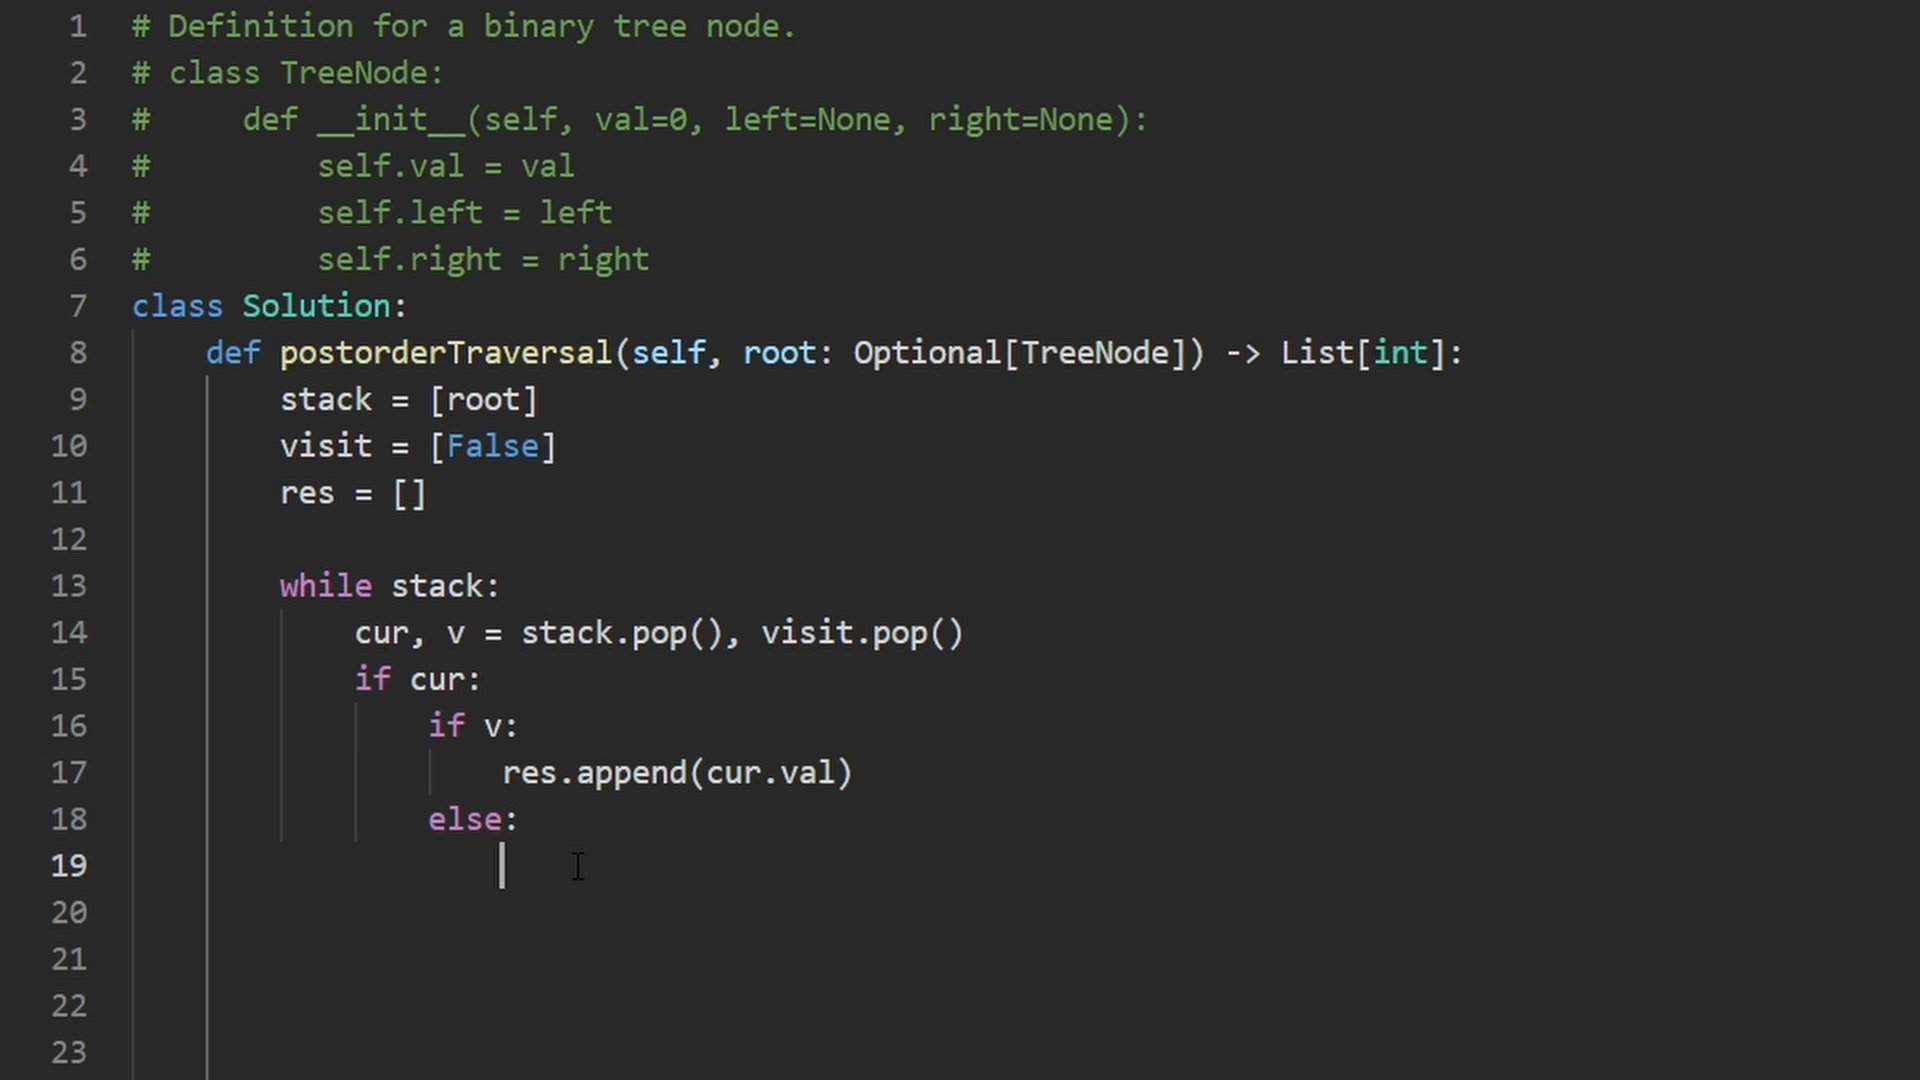 1 # Definition for a binary tree node.
2 # class TreeNode:
3 #     def __init__(self, val=0, left=None, right=None):
4 #         self.val = val
5 #         self.left = left
6 #         self.right = right
7 class Solution:
8     def postorderTraversal(self, root: Optional[TreeNode]) -> List[int]:
9         stack = [root]
10         visit = [False]
11         res = []
12
13         while stack:
14             cur, v = stack.pop(), visit.pop()
15             if cur:
16                 if v:
17                     res.append(cur.val)
18                 else:
19
20
21
22
23